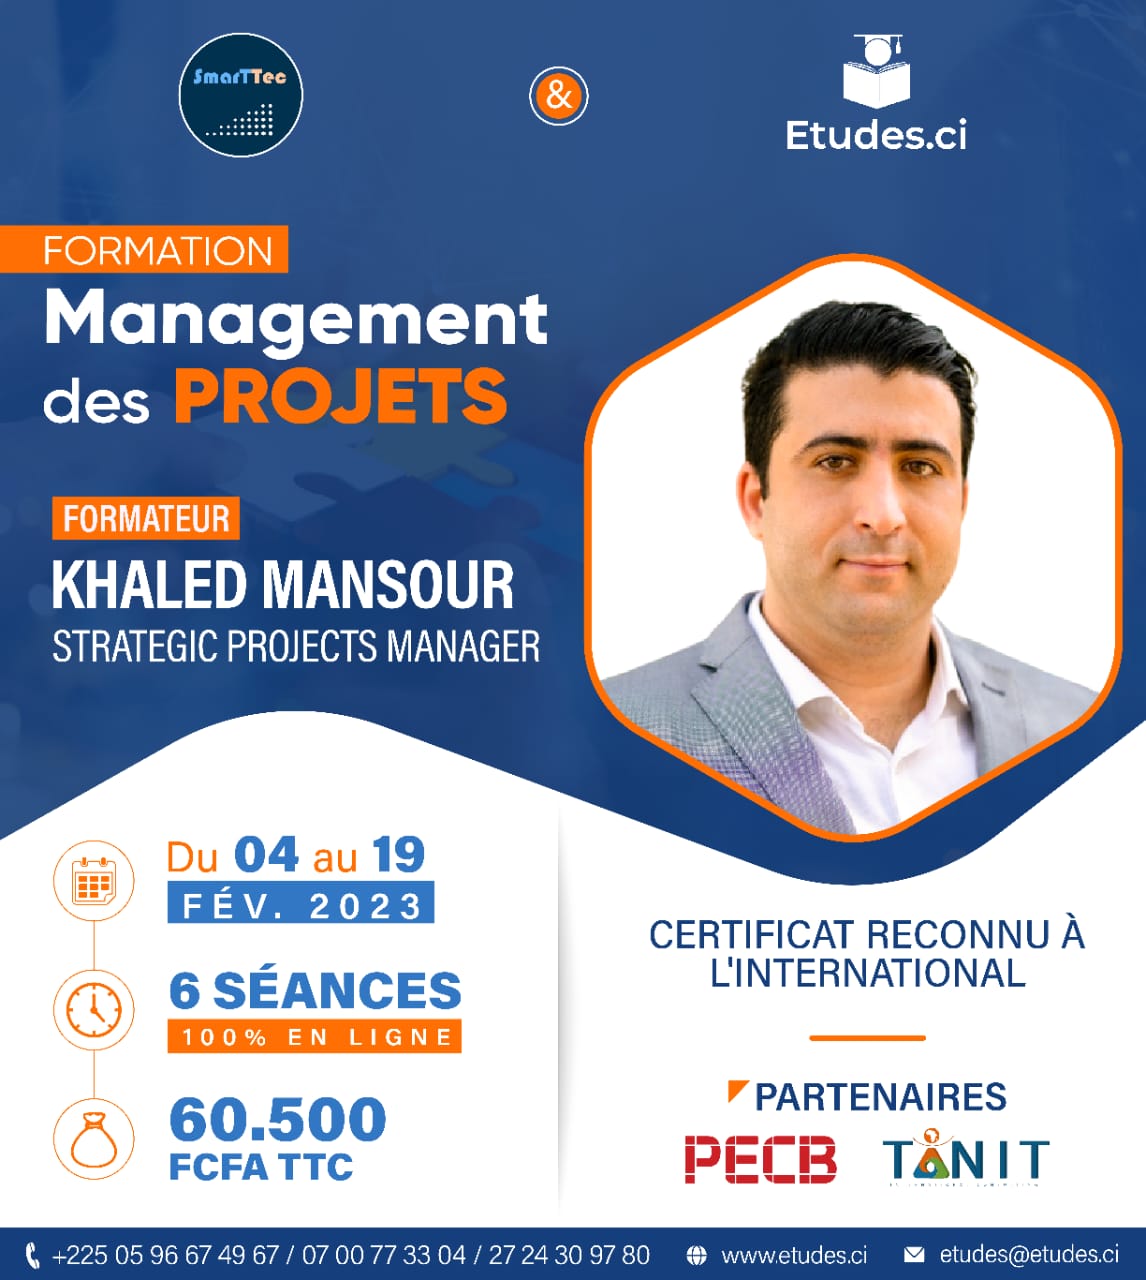 SmarTTec
&
Etudes.ci
FORMATION
Management
des PROJETS
FORMATEUR
KHALED MANSOUR
STRATEGIC PROJECTS MANAGER
Du 04 au 19
FÉV. 2023
6 SÉANCES
100% EN LIGNE
60.500
FCFA TTC
CERTIFICAT RECONNU À
L'INTERNATIONAL
PARTENAIRES
PECB
TANIT
+225 05 96 67 49 67 / 07 00 77 33 04 / 27 24 30 97 80
www.etudes.ci
etudes@etudes.ci